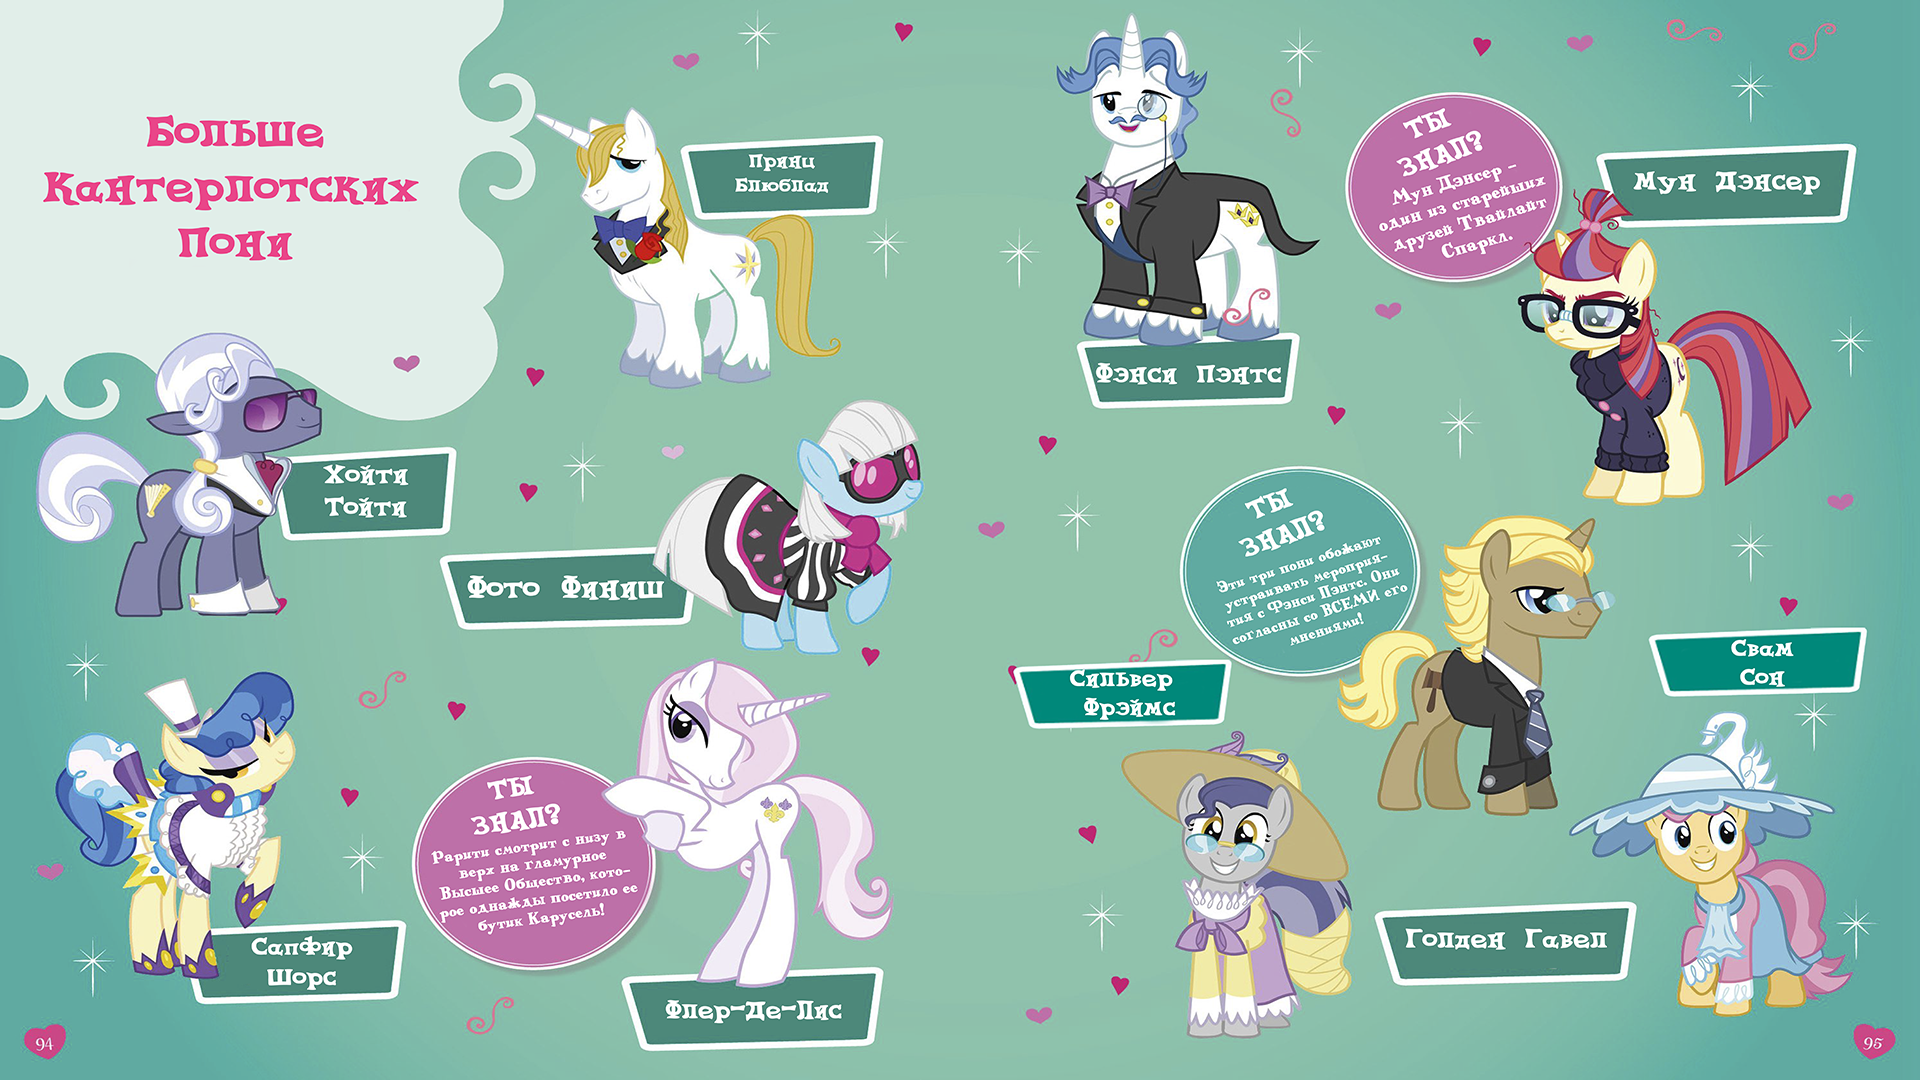 Больше
Кантерлотских
Пони
Принц
Блюблад
Хойти
Тойти
Фото Финиш
Сапфир
Шорс
ТЫ
ЗНАЛ?
Рарити смотрит с низу в
верх на гламурное
Высшее Общество, кото-
рое однажды посетило ее
бутик Карусель!
Флер-Де-Лис
94
Фэнси Пэнтс
ТЫ
ЗНАЛ?
Мун Дэнсер –
один из старейших
друзей Твайлайт
Спаркл.
Мун Дэнсер
ТЫ
ЗНАЛ?
Эти три пони обожают
устраивать мероприя-
тия с Фэнси Пэнтс. Они
согласны со ВСЕМИ его
мнениями!
Сильвер
Фрэймс
Свам
Сон
Голден Гавел
95